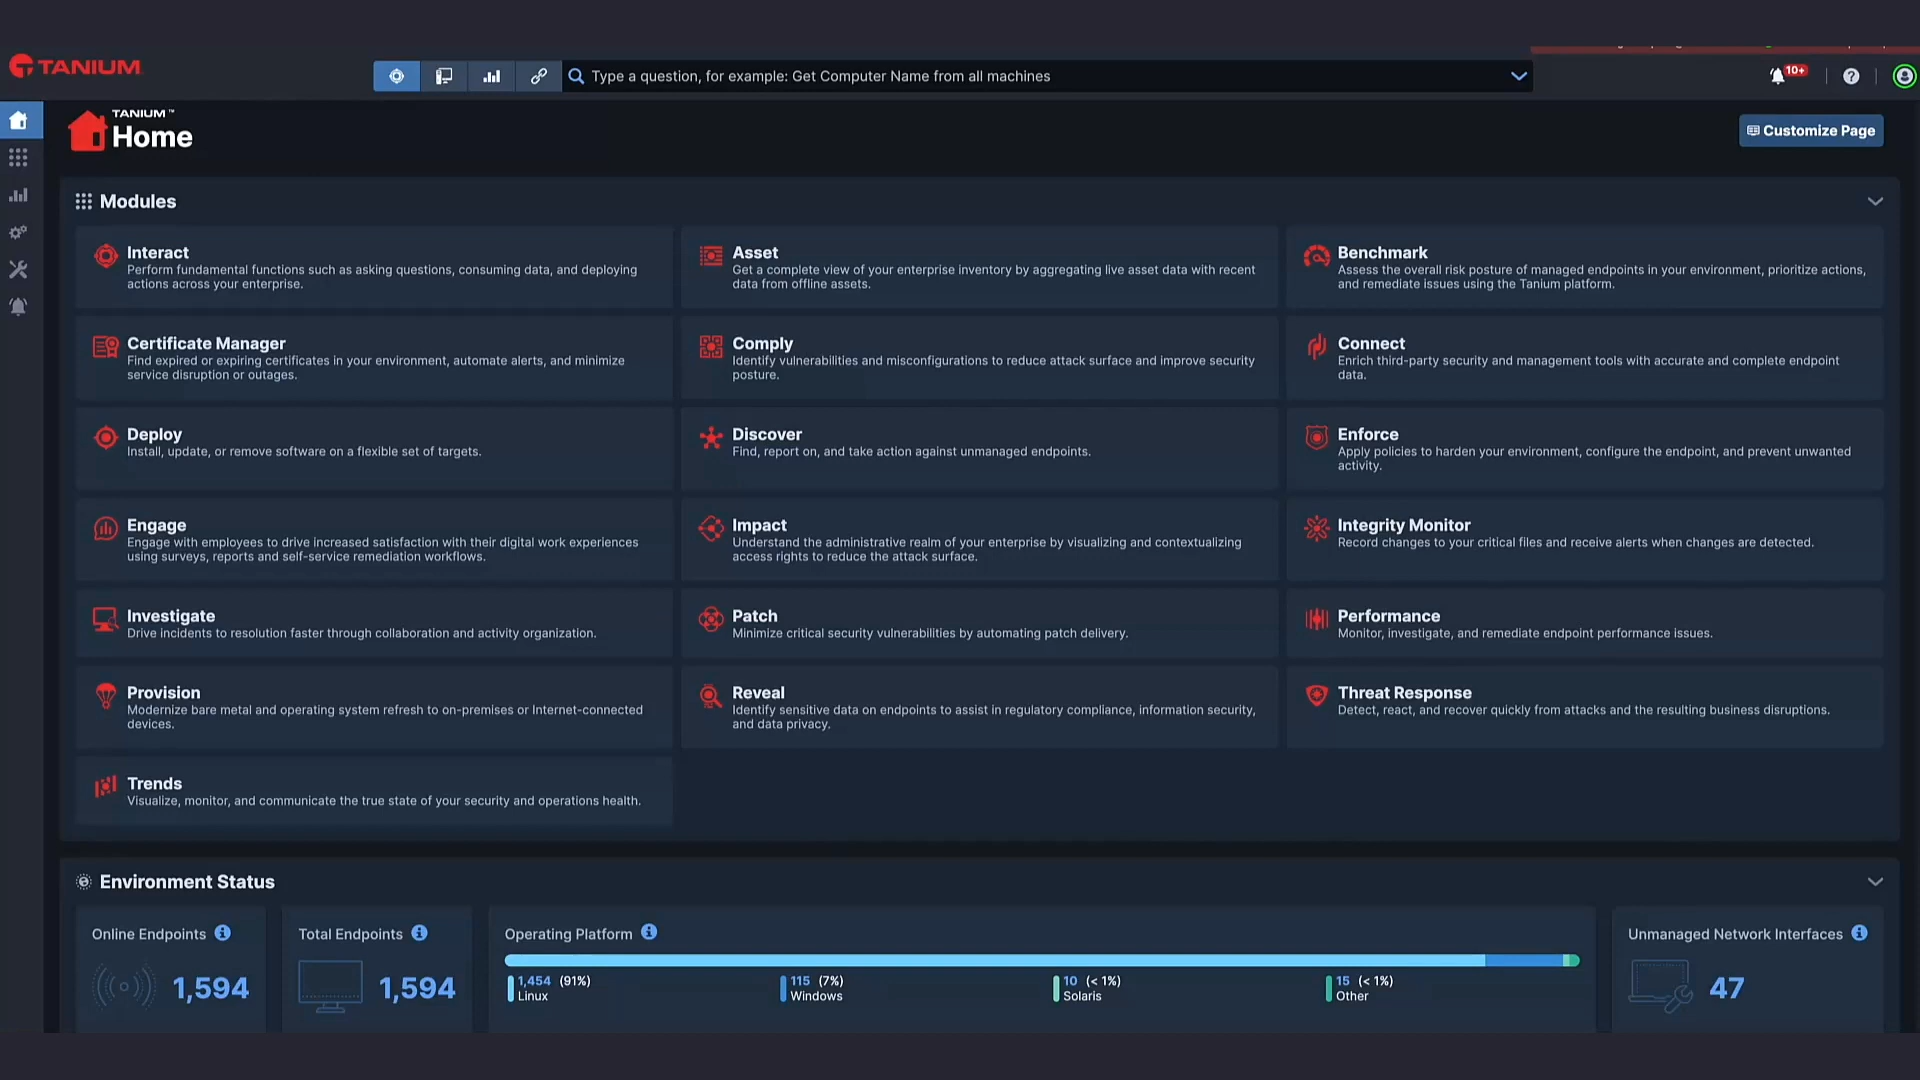 TANIUM
Type a question, for example: Get Computer Name from all machines
10+
TANIUM™
Home
Customize Page
Modules
Interact
Perform fundamental functions such as asking questions, consuming data, and deploying
actions across your enterprise.
Asset
Get a complete view of your enterprise inventory by aggregating live asset data with recent
data from offline assets.
Benchmark
Assess the overall risk posture of managed endpoints in your environment, prioritize actions,
and remediate issues using the Tanium platform.
Certificate Manager
Find expired or expiring certificates in your environment, automate alerts, and minimize
service disruption or outages.
Comply
Identify vulnerabilities and misconfigurations to reduce attack surface and improve security
posture.
Connect
Enrich third-party security and management tools with accurate and complete endpoint
data.
Deploy
Install, update, or remove software on a flexible set of targets.
Discover
Find, report on, and take action against unmanaged endpoints.
Enforce
Apply policies to harden your environment, configure the endpoint, and prevent unwanted
activity.
Engage
Engage with employees to drive increased satisfaction with their digital work experiences
using surveys, reports and self-service remediation workflows.
Impact
Understand the administrative realm of your enterprise by visualizing and contextualizing
access rights to reduce the attack surface.
Integrity Monitor
Record changes to your critical files and receive alerts when changes are detected.
Investigate
Drive incidents to resolution faster through collaboration and activity organization.
Patch
Minimize critical security vulnerabilities by automating patch delivery.
Performance
Monitor, investigate, and remediate endpoint performance issues.
Provision
Modernize bare metal and operating system refresh to on-premises or Internet-connected
devices.
Reveal
Identify sensitive data on endpoints to assist in regulatory compliance, information security,
and data privacy.
Threat Response
Detect, react, and recover quickly from attacks and the resulting business disruptions.
Trends
Visualize, monitor, and communicate the true state of your security and operations health.
Environment Status
Online Endpoints
1,594
Total Endpoints
1,594
Operating Platform
1,454 (91%)
Linux
115 (7%)
Windows
10 (< 1%)
Solaris
15 (< 1%)
Other
Unmanaged Network Interfaces
47